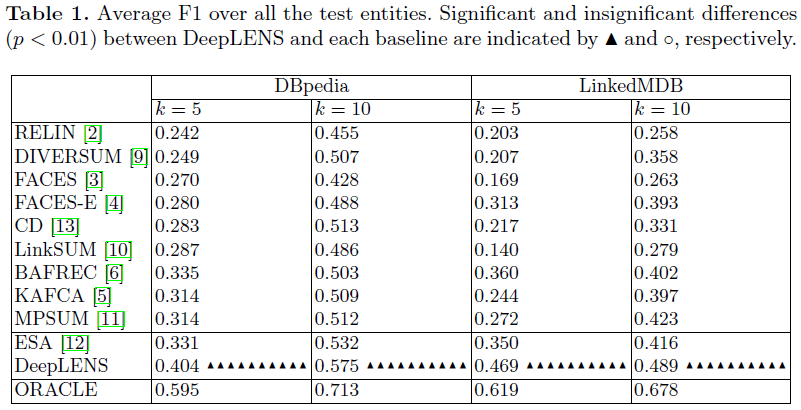 Table 1. Average F1 over all the test entities. Significant and insignificant differences
(p < 0.01) between DeepLENS and each baseline are indicated by ▲ and ○, respectively.
DBpedia LinkedMDB
k = 5 k = 10 k = 5 k = 10
RELIN [2] 0.242 0.455 0.203 0.258
DIVERSUM [9] 0.249 0.507 0.207 0.358
FACES [3] 0.270 0.428 0.169 0.263
FACES-E [4] 0.280 0.488 0.313 0.393
CD [13] 0.283 0.513 0.217 0.331
LinkSUM [10] 0.287 0.486 0.140 0.279
BAFREC [6] 0.335 0.503 0.360 0.402
KAFCA [5] 0.314 0.509 0.244 0.397
MPSUM [11] 0.314 0.512 0.272 0.423
ESA [12] 0.331 0.532 0.350 0.416
DeepLENS 0.404 ▲▲▲▲▲▲▲▲▲▲ 0.575 ▲▲▲▲▲▲▲▲▲▲ 0.469 ▲▲▲▲▲▲▲▲▲▲ 0.489 ▲▲▲▲▲▲▲▲▲▲
ORACLE 0.595 0.713 0.619 0.678